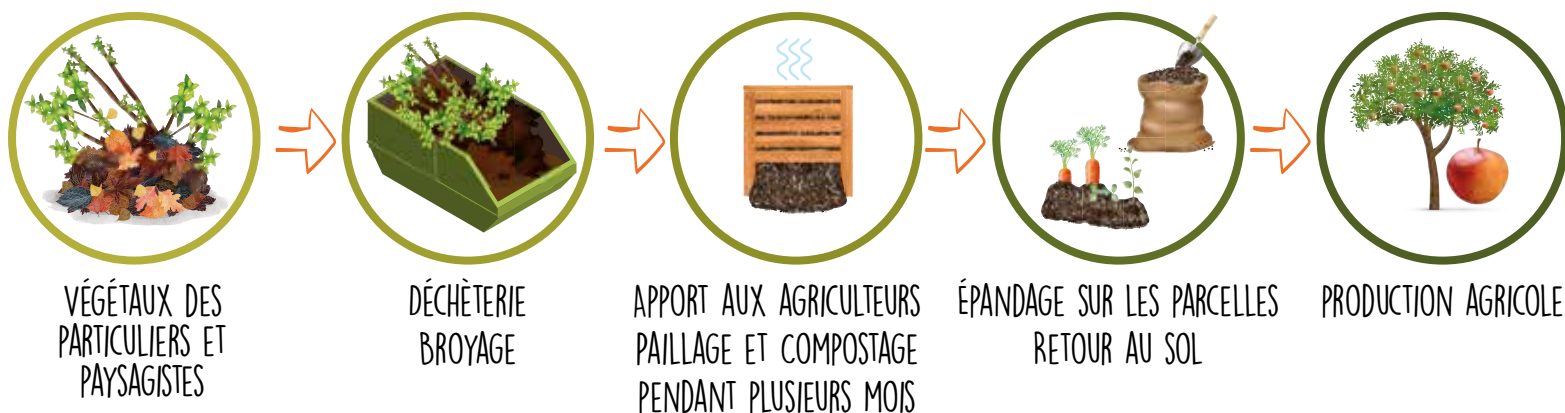 VÉGÉTAUX DES
PARTICULIERS ET
PAYSAGISTES
DÉCHÈTERIE
BROYAGE
APPORT AUX AGRICULTEURS
PAILLAGE ET COMPOSTAGE
PENDANT PLUSIEURS MOIS
ÉPANDAGE SUR LES PARCELLES
RETOUR AU SOL
PRODUCTION AGRICOLE